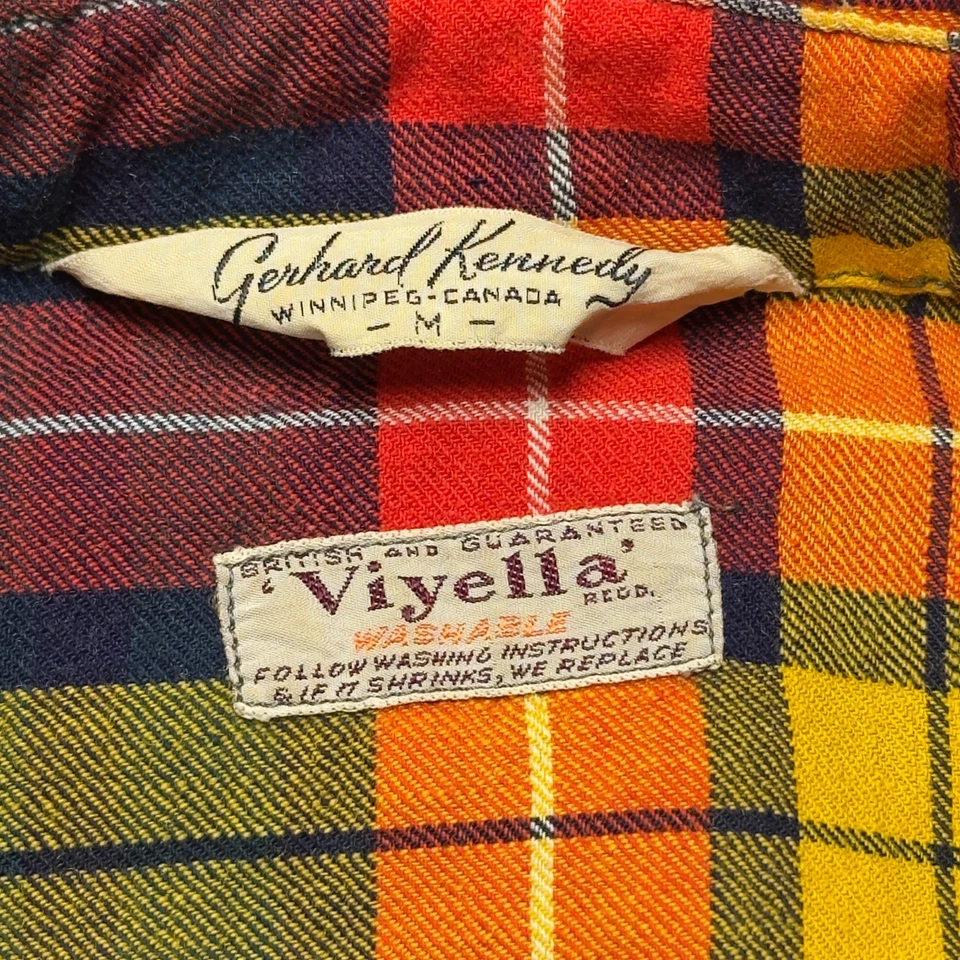 Gerhard Kennedy
WINNIPEG-CANADA
- M -
BRITISH AND GUARANTEED
'Viyella'
REGD.
WASHABLE
FOLLOW WASHING INSTRUCTIONS
& IF IT SHRINKS, WE REPLACE